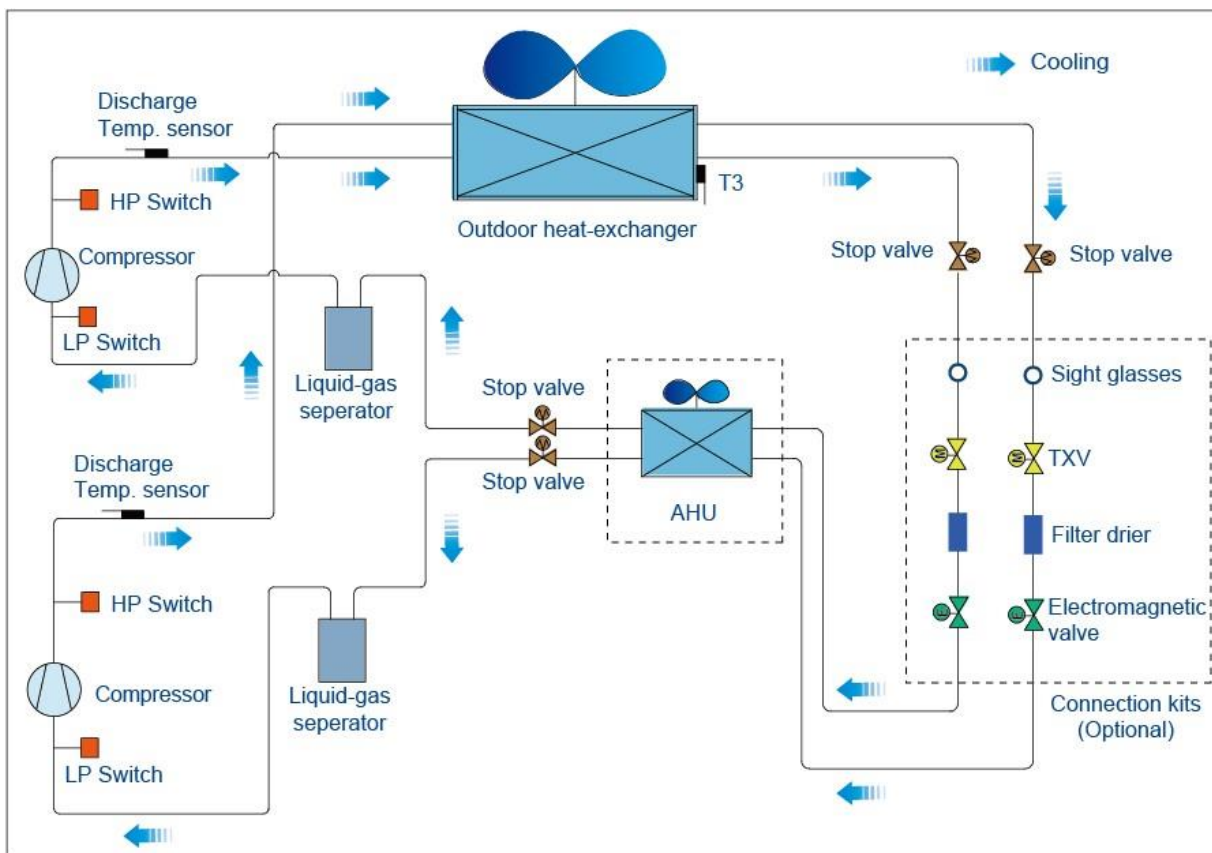 Cooling
Discharge
Temp. sensor
HP Switch
T3
Outdoor heat-exchanger
Stop valve
Stop valve
Compressor
LP Switch
Liquid-gas
seperator
Stop valve
Stop valve
Sight glasses
TXV
Discharge
Temp. sensor
AHU
Filter drier
HP Switch
Electromagnetic
valve
Compressor
Liquid-gas
seperator
Connection kits
(Optional)
LP Switch
M
M
M
M
M
M
E
E